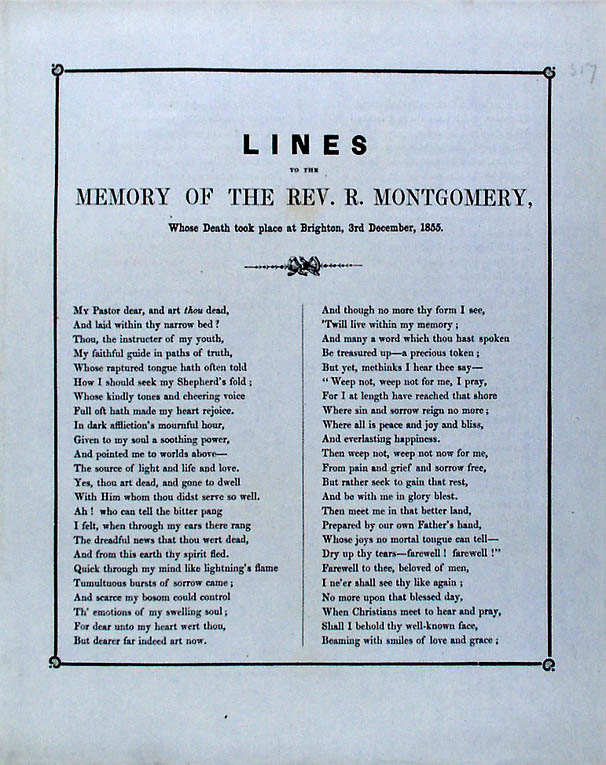 317
LINES
TO THE
MEMORY OF THE REV. R. MONTGOMERY,
Whose Death took place at Brighton, 3rd December, 1855.
My Pastor dear, and art thou dead,
And laid within thy narrow bed ?
Thou, the instructer of my youth,
My faithful guide in paths of truth,
Whose raptured tongue hath often told
How I should seek my Shepherd's fold ;
Whose kindly tones and cheering voice
Full oft hath made my heart rejoice.
In dark affliction's mournful hour,
Given to my soul a soothing power,
And pointed me to worlds above—
The source of light and life and love.
Yes, thou art dead, and gone to dwell
With Him whom thou didst serve so well.
Ah ! who can tell the bitter pang
I felt, when through my ears there rang
The dreadful news that thou wert dead,
And from this earth thy spirit fled.
Quick through my mind like lightning's flame
Tumultuous bursts of sorrow came ;
And scarce my bosom could control
Th' emotions of my swelling soul ;
For dear unto my heart wert thou,
But dearer far indeed art now.
And though no more thy form I see,
'Twill live within my memory ;
And many a word which thou hast spoken
Be treasured up—a precious token ;
But yet, methinks I hear thee say—
" Weep not, weep not for me, I pray,
For I at length have reached that shore
Where sin and sorrow reign no more ;
Where all is peace and joy and bliss,
And everlasting happiness.
Then weep not, weep not now for me,
From pain and grief and sorrow free,
But rather seek to gain that rest,
And be with me in glory blest.
Then meet me in that better land,
Prepared by our own Father's hand,
Whose joys no mortal tongue can tell—
Dry up thy tears—farewell ! farewell !"
Farewell to thee, beloved of men,
I ne'er shall see thy like again ;
No more upon that blessed day,
When Christians meet to hear and pray,
Shall I behold thy well-known face,
Beaming with smiles of love and grace ;